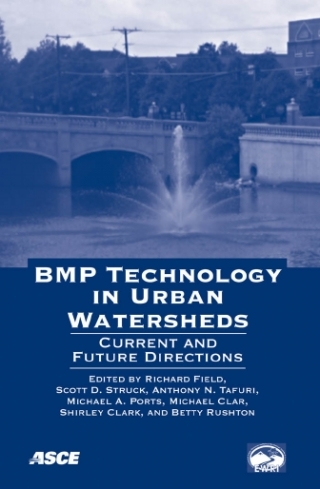 BMP TECHNOLOGY
IN URBAN
WATERSHEDS
CURRENT AND
FUTURE DIRECTIONS
EDITED BY RICHARD FIELD,
SCOTT D. STRUCK, ANTHONY N. TAFURI,
MICHAEL A. PORTS, MICHAEL CLAR,
SHIRLEY CLARK, AND BETTY RUSHTON
ASCE
EWRI